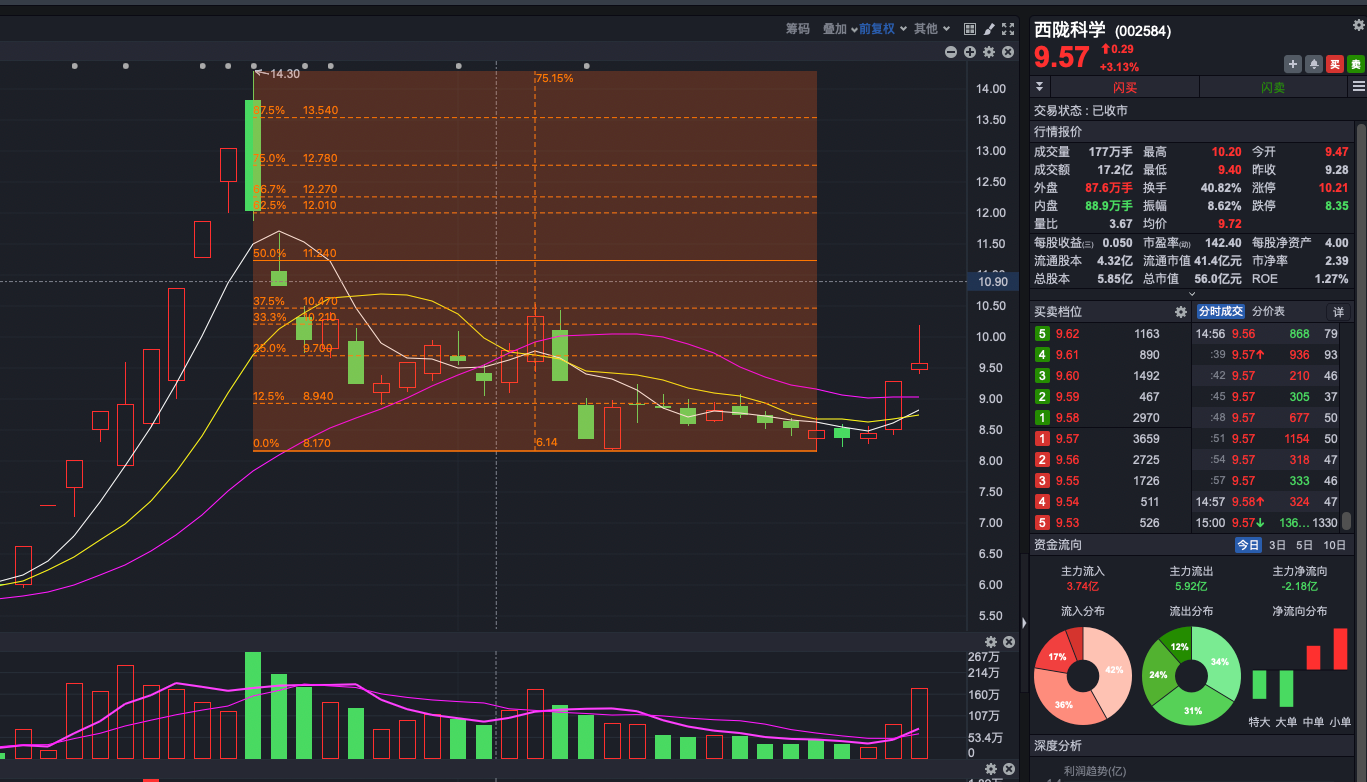 筹码 叠加 前复权 其他
14.30
75.15%
87.5% 13.540
75.0% 12.780
66.7% 12.270
62.5% 12.010
50.0% 11.240
37.5% 10.470
33.3% 10.210
25.0% 9.700
12.5% 8.940
0.0% 8.170
6.14
14.00
13.50
13.00
12.50
12.00
11.50
10.90
10.50
10.00
9.50
9.00
8.50
8.00
7.50
7.00
6.50
6.00
5.50
267万
214万
160万
107万
53.4万
0
西陇科学 (002584)
9.57 0.29
+3.13%
买 卖
闪买 闪卖
交易状态 : 已收市
行情报价
成交量 177万手 最高 10.20 今开 9.47
成交额 17.2亿 最低 9.40 昨收 9.28
外盘 87.6万手 换手 40.82% 涨停 10.21
内盘 88.9万手 振幅 8.62% 跌停 8.35
量比 3.67 均价 9.72
每股收益(三) 0.050 市盈率(动) 142.40 每股净资产 4.00
流通股本 4.32亿 流通市值 41.4亿元 市净率 2.39
总股本 5.85亿 总市值 56.0亿元 ROE 1.27%
买卖档位 分时成交 分价表 详
5 9.62 1163 14:56 9.56 868 79
4 9.61 890 :39 9.57↑ 936 93
3 9.60 1492 :42 9.57 210 46
2 9.59 467 :45 9.57 305 37
1 9.58 2970 :48 9.57 677 50
1 9.57 3659 :51 9.57 1154 50
2 9.56 2725 :54 9.57 318 47
3 9.55 1726 :57 9.57 333 46
4 9.54 511 14:57 9.58↑ 324 47
5 9.53 526 15:00 9.57↓ 136... 1330
资金流向 今日 3日 5日 10日
主力流入 主力流出 主力净流向
3.74亿 5.92亿 -2.18亿
流入分布 流出分布 净流向分布
17% 42% 36%
12% 34% 24% 31%
特大 大单 中单 小单
深度分析
利润趋势(亿)